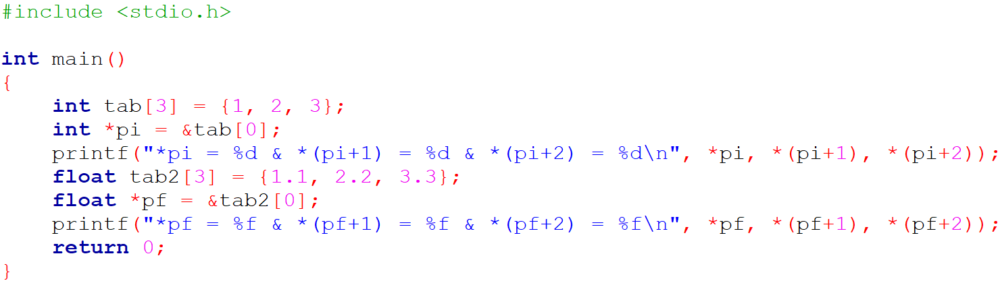 #include <stdio.h>
int main()
{
int tab[3] = {1, 2, 3};
int *pi = &tab[0];
printf("*pi = %d & *(pi+1) = %d & *(pi+2) = %d\n", *pi, *(pi+1), *(pi+2));
float tab2[3] = {1.1, 2.2, 3.3};
float *pf = &tab2[0];
printf("*pf = %f & *(pf+1) = %f & *(pf+2) = %f\n", *pf, *(pf+1), *(pf+2));
return 0;
}